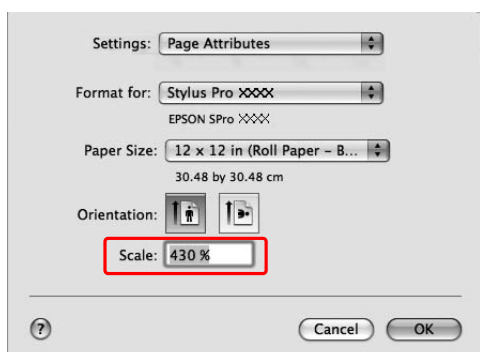 Settings: Page Attributes
Format for: Stylus Pro XXXX
EPSON SPro XXXX
Paper Size: 12 x 12 in (Roll Paper – B...
30.48 by 30.48 cm
Orientation:
Scale: 430 %
? Cancel OK